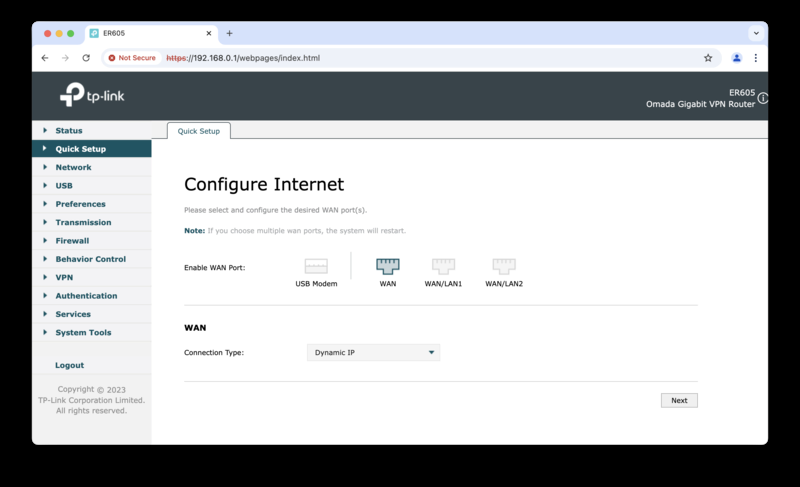 ER605
Not Secure https://192.168.0.1/webpages/index.html
tp-link
ER605
Omada Gigabit VPN Router
Status
Quick Setup
Network
USB
Preferences
Transmission
Firewall
Behavior Control
VPN
Authentication
Services
System Tools
Logout
Copyright © 2023
TP-Link Corporation Limited.
All rights reserved.
Quick Setup
Configure Internet
Please select and configure the desired WAN port(s).
Note: If you choose multiple wan ports, the system will restart.
Enable WAN Port:
USB Modem WAN WAN/LAN1 WAN/LAN2
WAN
Connection Type: Dynamic IP
Next